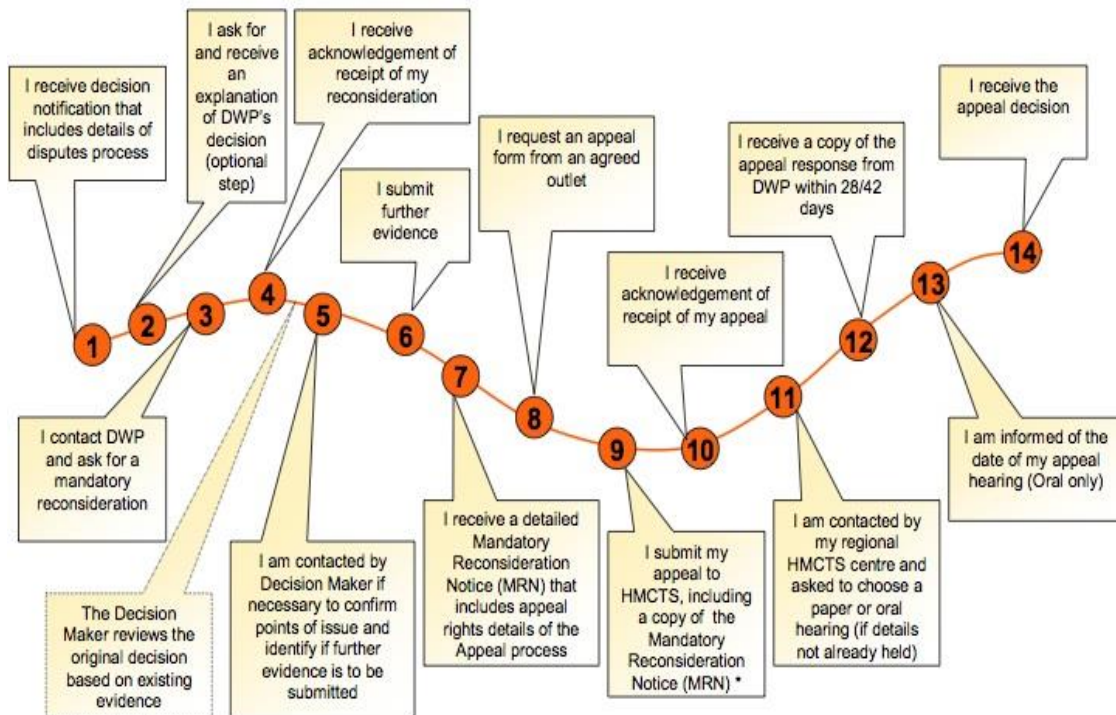 I receive decision
notification that
includes details of
disputes process
1
I ask for
and receive
an
explanation
of DWP's
decision
(optional
step)
2
I contact DWP
and ask for a
mandatory
reconsideration
3
I receive
acknowledgement of
receipt of my
reconsideration
4
The Decision
Maker reviews the
original decision
based on existing
evidence
I am contacted by
Decision Maker if
necessary to confirm
points of issue and
identify if further
evidence is to be
submitted
5
I submit
further
evidence
6
I receive a detailed
Mandatory
Reconsideration
Notice (MRN) that
includes appeal
rights details of the
Appeal process
7
I request an appeal
form from an agreed
outlet
8
I submit my
appeal to
HMCTS, including
a copy of the
Mandatory
Reconsideration
Notice (MRN) *
9
I receive
acknowledgement of
receipt of my appeal
10
I am contacted by
my regional
HMCTS centre and
asked to choose a
paper or oral
hearing (if details
not already held)
11
I receive a copy of the
appeal response from
DWP within 28/42
days
12
I am informed of the
date of my appeal
hearing (Oral only)
13
I receive the
appeal decision
14